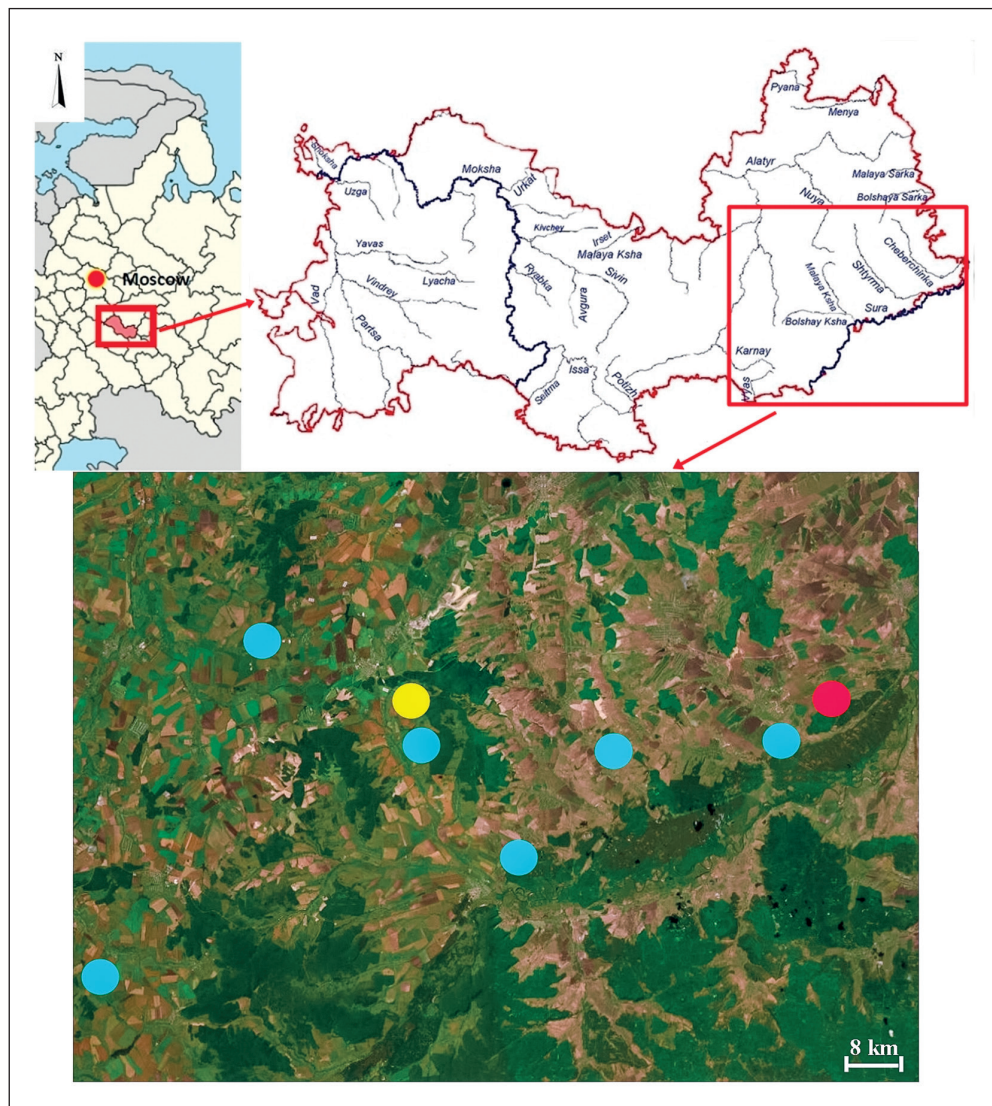 N
Moscow
Pyana
Menya
Shoksha
Moksha
Urkat
Alatyr
Malaya Sarka
Uzga
Nuya
Bolshaya Sarka
Kivchey
Irset
Yavas
Malaya Ksha
Cheberchinka
Lyacha
Ryabka
Sivin
Shtyrma
Vindrey
Malaya Ksha
Vad
Avgura
Sura
Partsa
Bolshay Ksha
Karnay
Issa
Seitma
Potizh
8 km